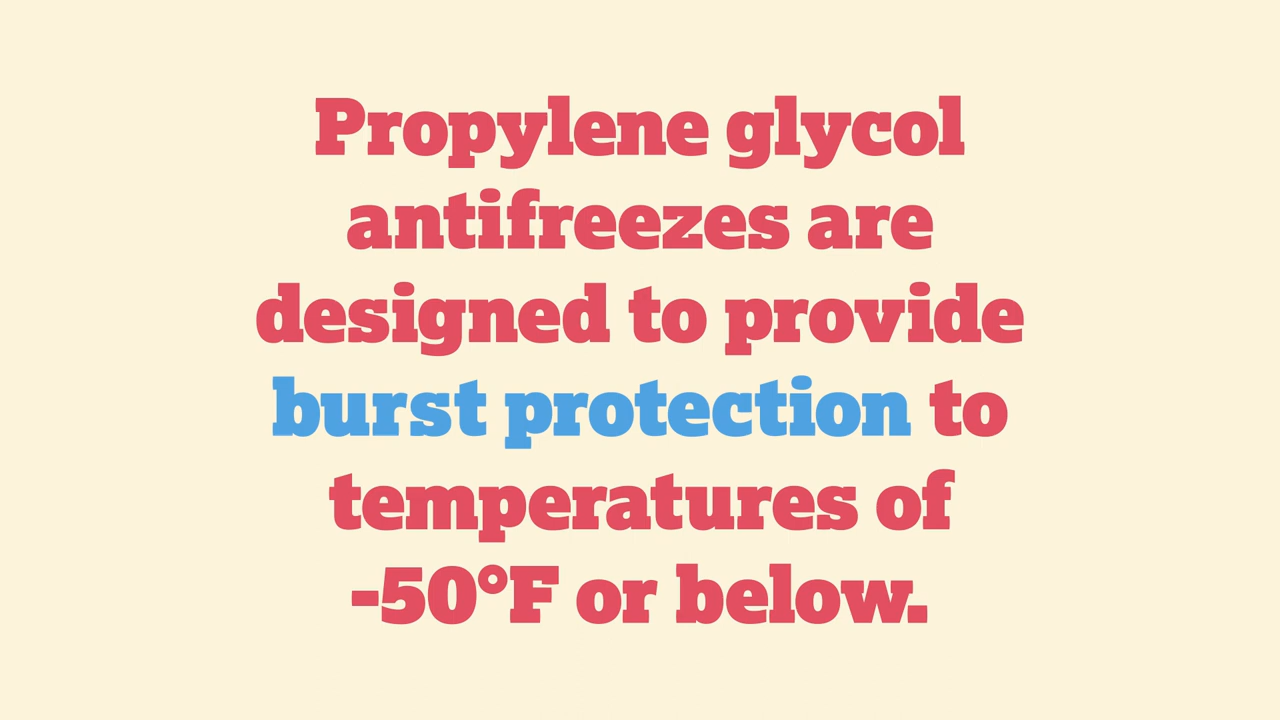 Propylene glycol
antifreezes are
designed to provide
burst protection to
temperatures of
-50°F or below.